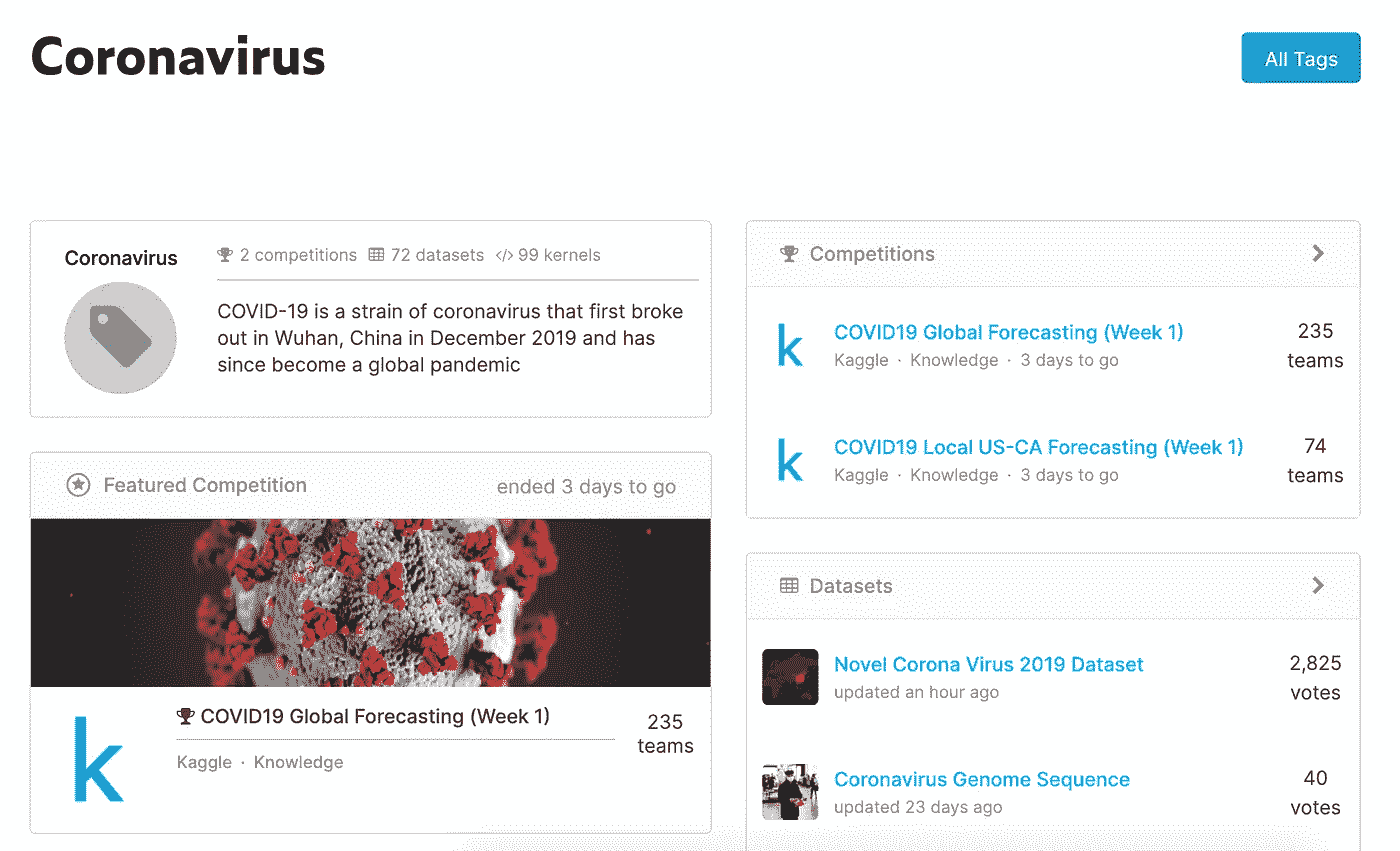 Coronavirus
All Tags
Coronavirus
2 competitions 72 datasets </> 99 kernels
COVID-19 is a strain of coronavirus that first broke
out in Wuhan, China in December 2019 and has
since become a global pandemic
Featured Competition
ended 3 days to go
k
COVID19 Global Forecasting (Week 1)
Kaggle · Knowledge
235
teams
Competitions
k
COVID19 Global Forecasting (Week 1)
Kaggle · Knowledge · 3 days to go
235
teams
k
COVID19 Local US-CA Forecasting (Week 1)
Kaggle · Knowledge · 3 days to go
74
teams
Datasets
Novel Corona Virus 2019 Dataset
updated an hour ago
2,825
votes
Coronavirus Genome Sequence
updated 23 days ago
40
votes